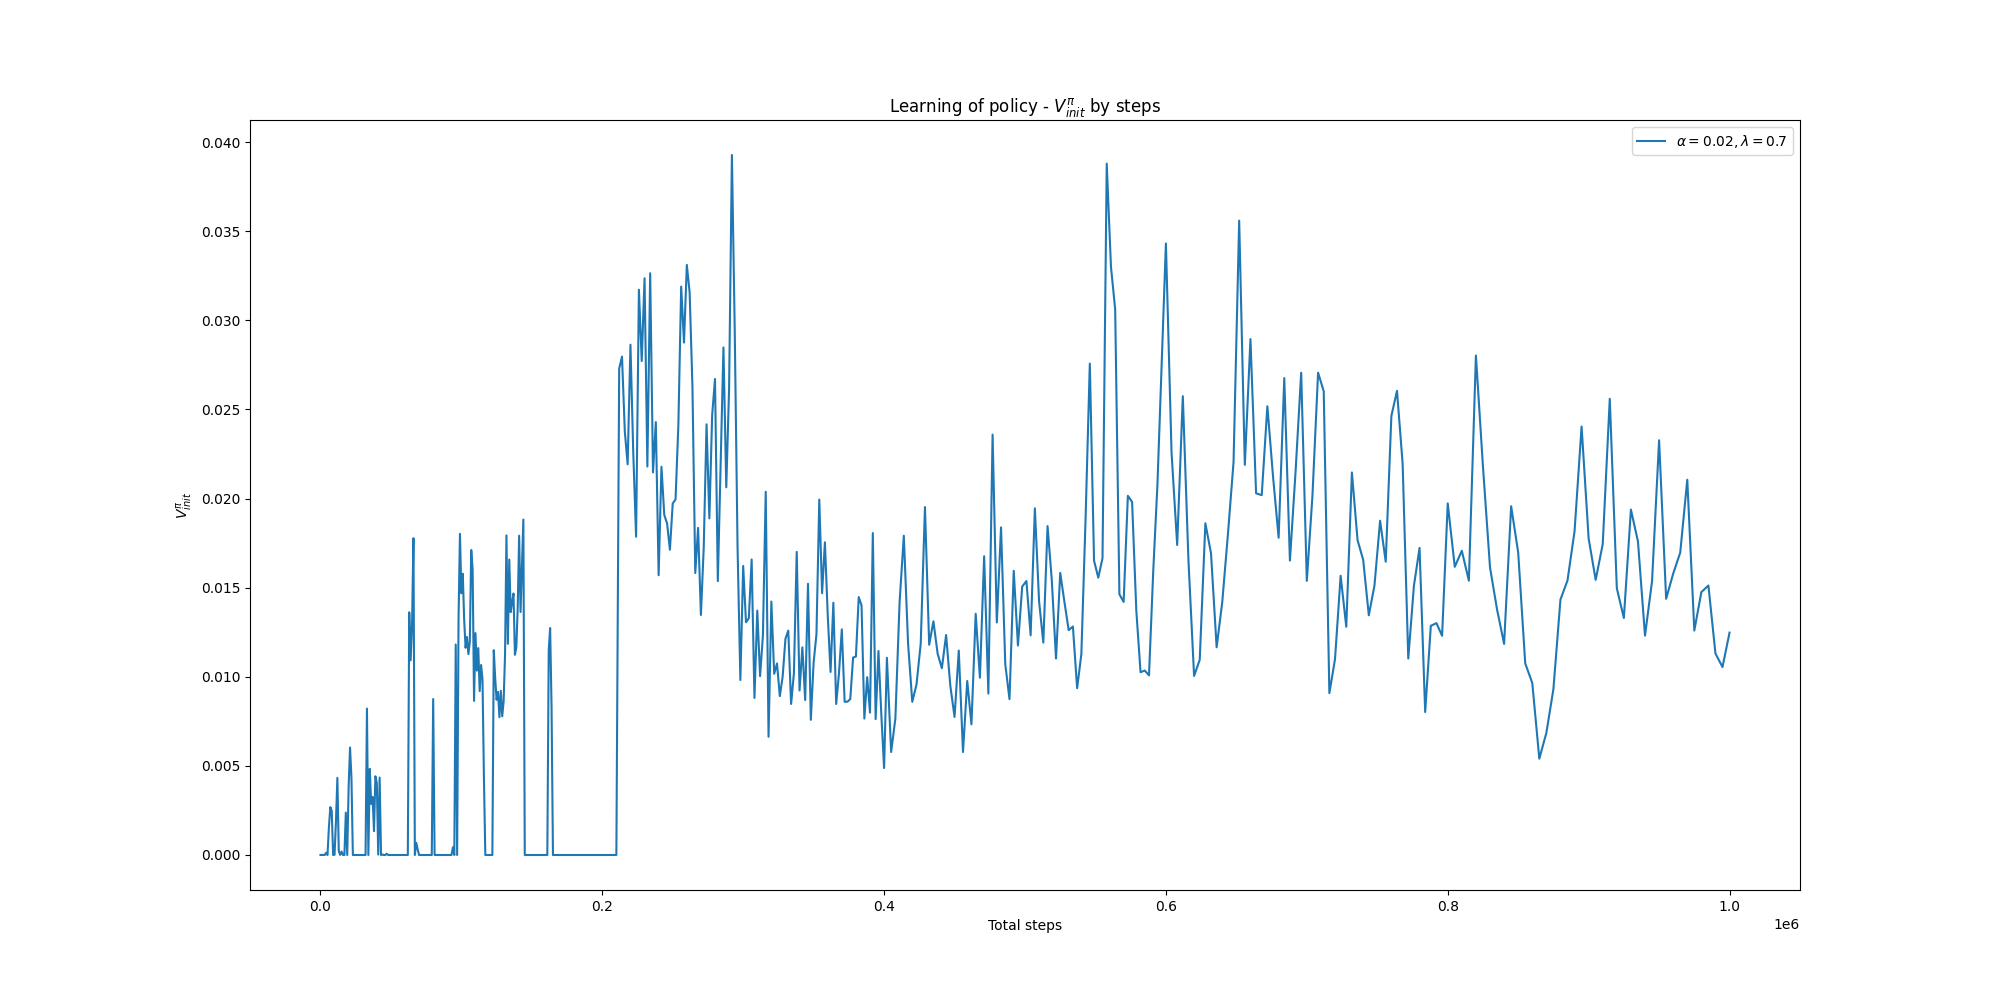 Learning of policy - $V^{\pi}_{init}$ by steps
α = 0.02, λ = 0.7
$V^{\pi}_{init}$
0.040
0.035
0.030
0.025
0.020
0.015
0.010
0.005
0.000
0.0 0.2 0.4 0.6 0.8 1.0
Total steps
1e6